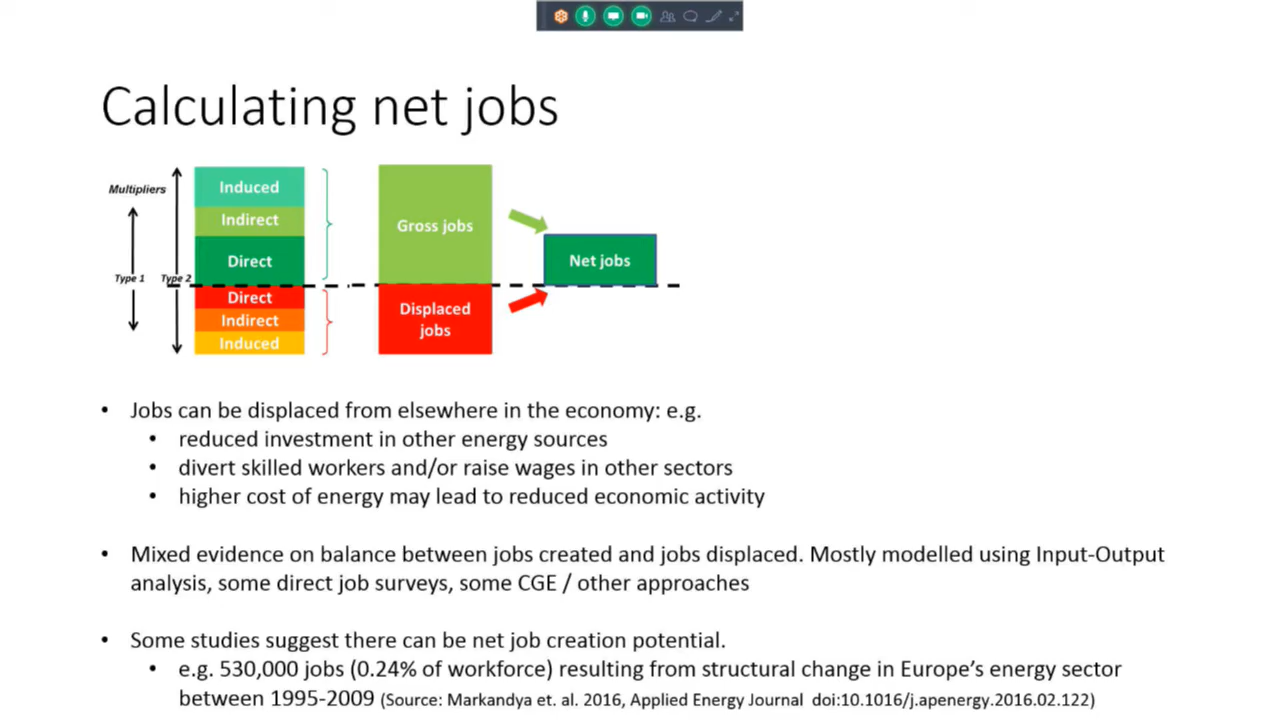 Calculating net jobs
Multipliers
Type 1
Type 2
Induced
Indirect
Direct
Direct
Indirect
Induced
Gross jobs
Displaced
jobs
Net jobs
• Jobs can be displaced from elsewhere in the economy: e.g.
• reduced investment in other energy sources
• divert skilled workers and/or raise wages in other sectors
• higher cost of energy may lead to reduced economic activity
• Mixed evidence on balance between jobs created and jobs displaced. Mostly modelled using Input-Output
analysis, some direct job surveys, some CGE / other approaches
• Some studies suggest there can be net job creation potential.
• e.g. 530,000 jobs (0.24% of workforce) resulting from structural change in Europe's energy sector
between 1995-2009 (Source: Markandya et. al. 2016, Applied Energy Journal doi:10.1016/j.apenergy.2016.02.122)